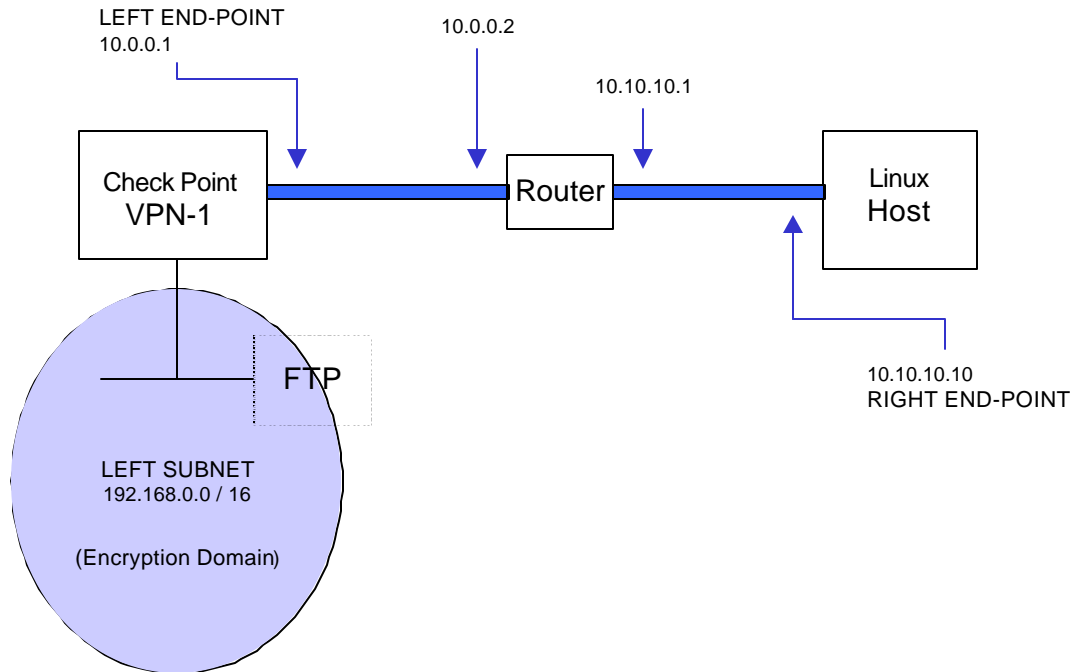 LEFT END-POINT
10.0.0.1
10.0.0.2
10.10.10.1
Check Point
VPN-1
Router
Linux
Host
FTP
10.10.10.10
RIGHT END-POINT
LEFT SUBNET
192.168.0.0 / 16
(Encryption Domain)